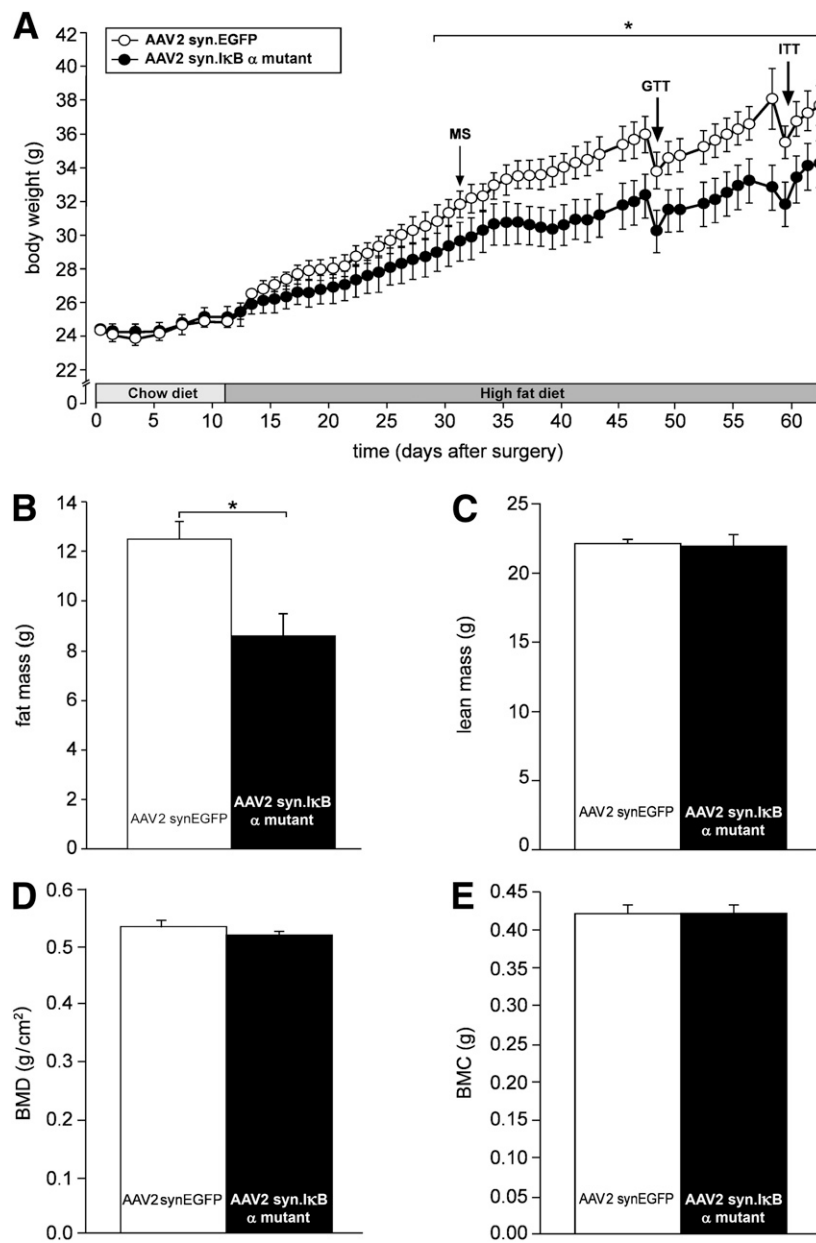 A
AAV2 syn.EGFP
AAV2 syn.IκB α mutant
*
MS
GTT
ITT
42
40
38
36
34
32
30
28
26
24
22
0
body weight (g)
Chow diet
High fat diet
0 5 10 15 20 25 30 35 40 45 50 55 60
time (days after surgery)
B
*
14
12
10
8
6
4
2
0
fat mass (g)
AAV2 synEGFP
AAV2 syn.IκB
α mutant
C
25
20
15
10
5
0
lean mass (g)
AAV2 synEGFP
AAV2 syn.IκB
α mutant
D
0.6
0.5
0.4
0.3
0.2
0.1
0.0
BMD (g/cm²)
AAV2 synEGFP
AAV2 syn.IκB
α mutant
E
0.45
0.40
0.35
0.30
0.25
0.20
0.15
0.10
0.05
0.00
BMC (g)
AAV2 synEGFP
AAV2 syn.IκB
α mutant